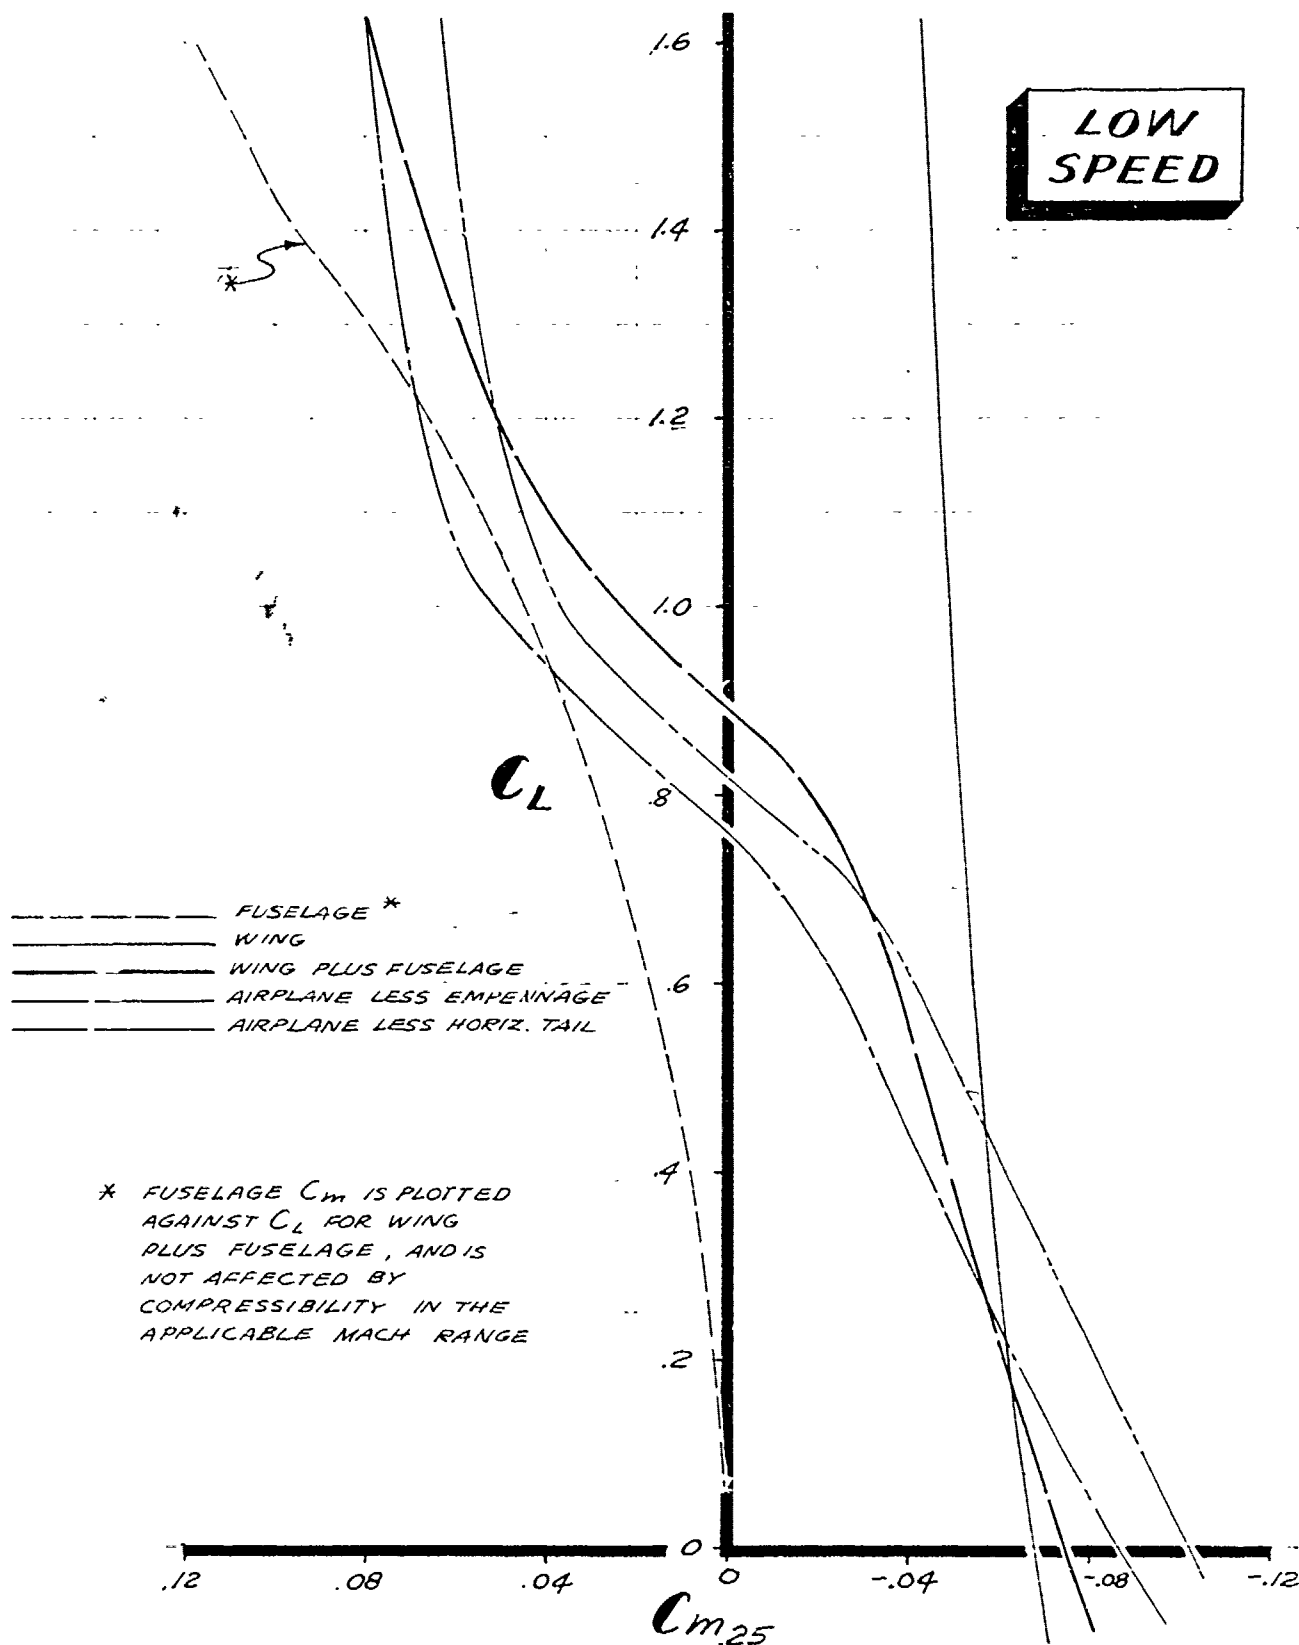 1.6
LOW
SPEED
1.4
*
1.2
1.0
CL
.8
FUSELAGE *
WING
WING PLUS FUSELAGE
.6
AIRPLANE LESS EMPENNAGE
AIRPLANE LESS HORIZ. TAIL
.4
* FUSELAGE Cm IS PLOTTED
AGAINST CL FOR WING
PLUS FUSELAGE, AND IS
NOT AFFECTED BY
COMPRESSIBILITY IN THE
APPLICABLE MACH RANGE
.2
0
.12 .08 .04 0 -.04 -.08 -.12
Cm.25